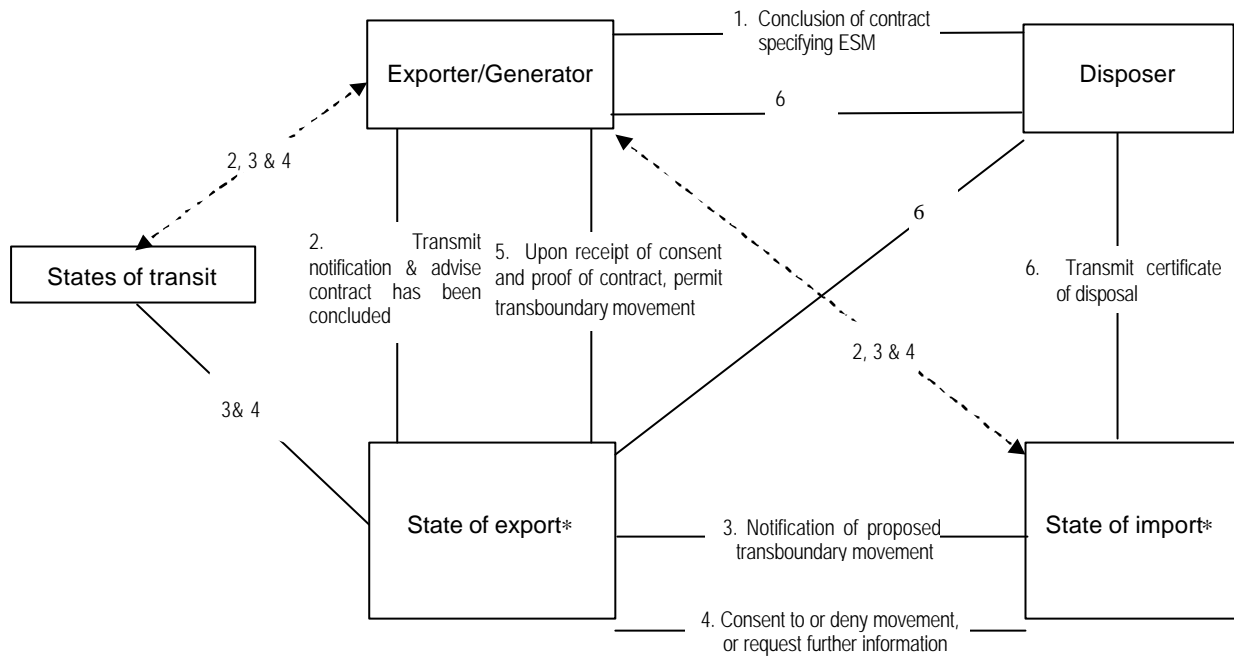 1. Conclusion of contract
specifying ESM
Exporter/Generator
Disposer
6
2, 3 & 4
6
States of transit
2. Transmit
notification & advise
contract has been
concluded
5. Upon receipt of consent
and proof of contract, permit
transboundary movement
6. Transmit certificate
of disposal
2, 3 & 4
3& 4
State of export*
3. Notification of proposed
transboundary movement
State of import*
4. Consent to or deny movement,
or request further information